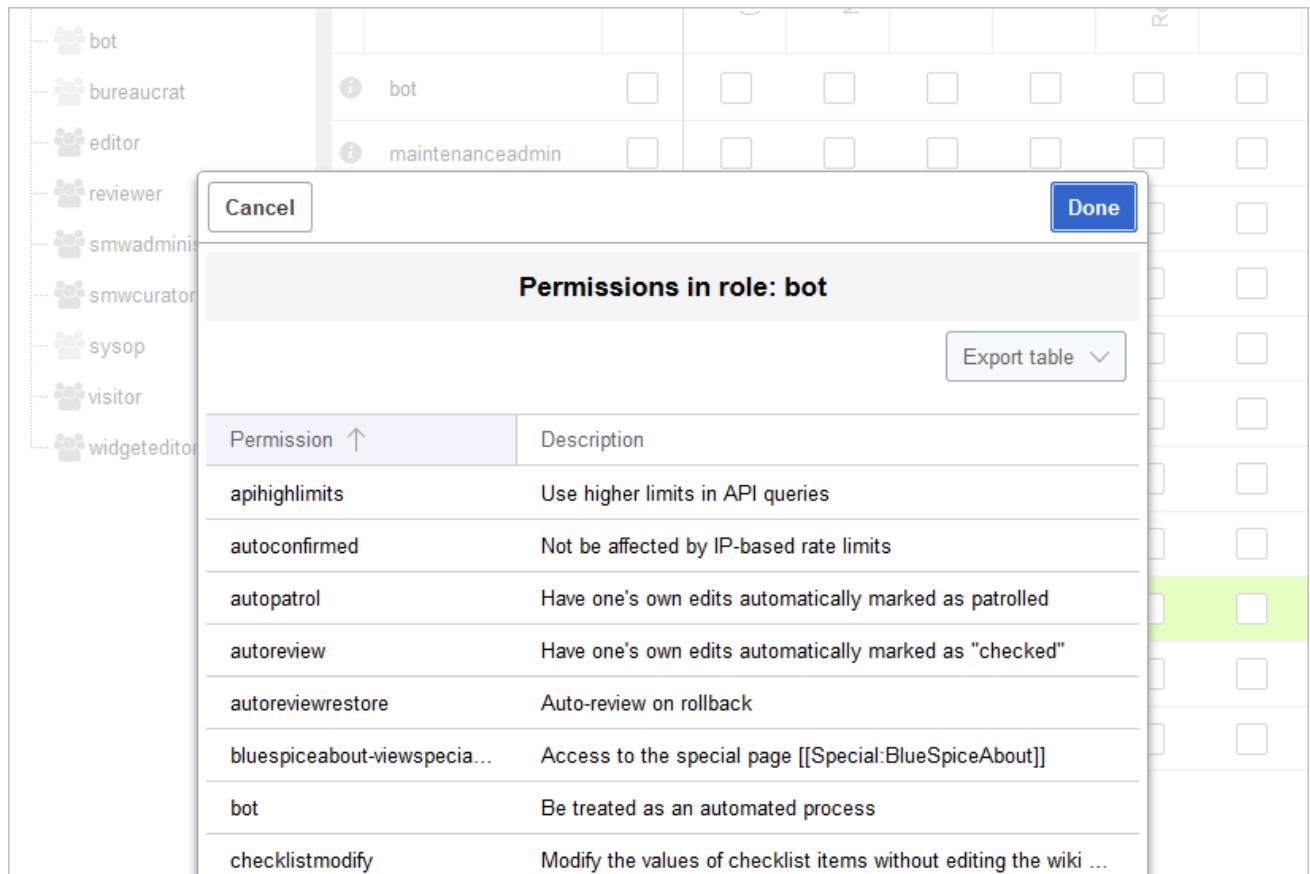 bot
bureaucrat
editor
reviewer
smwadminis
smwcurator
sysop
visitor
widgeteditor
bot
maintenanceadmin
Cancel
Done
Permissions in role: bot
Export table
Permission ↑ Description
apihighlimits Use higher limits in API queries
autoconfirmed Not be affected by IP-based rate limits
autopatrol Have one's own edits automatically marked as patrolled
autoreview Have one's own edits automatically marked as "checked"
autoreviewrestore Auto-review on rollback
bluespiceabout-viewspecia... Access to the special page [[Special:BlueSpiceAbout]]
bot Be treated as an automated process
checklistmodify Modify the values of checklist items without editing the wiki ...